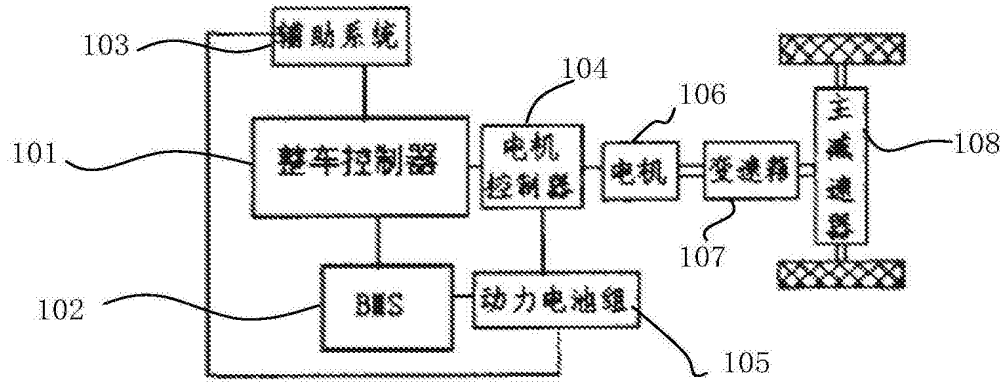 辅助系统
103
104
106
101
整车控制器
电机
控制器
电机
变速箱
主减速器
108
107
102
BMS
动力电池组
105